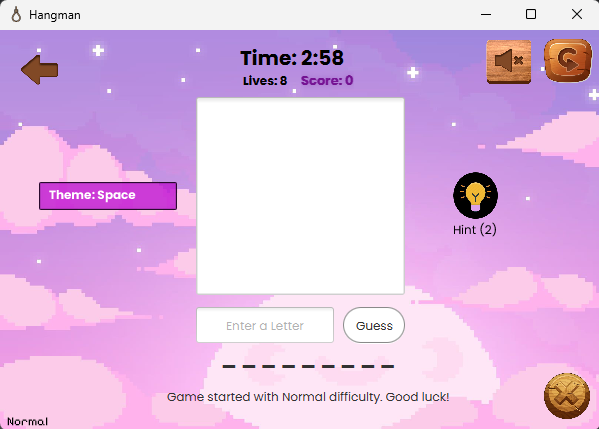 Hangman
Time: 2:58
Lives: 8 Score: 0
Theme: Space
Hint (2)
Enter a Letter Guess
_ _ _ _ _ _ _ _ _
Game started with Normal difficulty. Good luck!
Normal